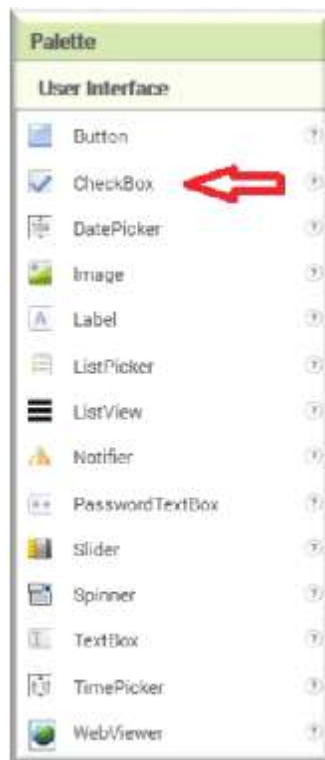 Palette
User Interface
Button
CheckBox
DatePicker
Image
Label
ListPicker
ListView
Notifier
PasswordTextBox
Slider
Spinner
TextBox
TimePicker
WebViewer